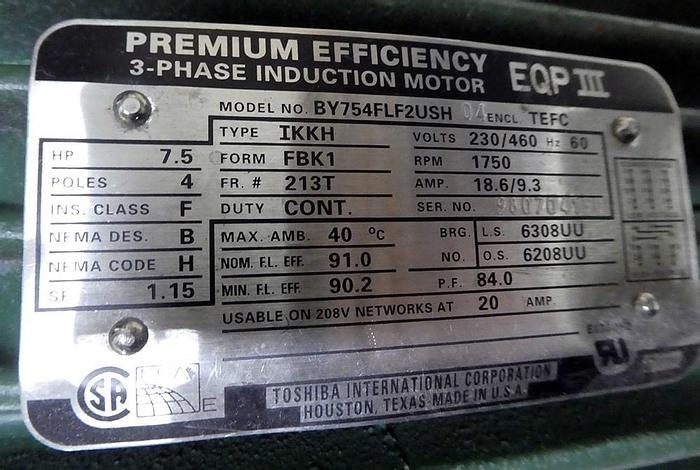 PREMIUM EFFICIENCY
3-PHASE INDUCTION MOTOR EQP III
MODEL NO. BY754FLF2USH 04 ENCL. TEFC
TYPE IKKH VOLTS 230/460 Hz 60
HP 7.5 FORM FBK1 RPM 1750
POLES 4 FR. # 213T AMP. 18.6/9.3
INS. CLASS F DUTY CONT. SER. NO.
NEMA DES. B MAX. AMB. 40 °C BRG. L.S. 6308UU
NEMA CODE H NOM. F.L. EFF. 91.0 NO. O.S. 6208UU
SF 1.15 MIN. F.L. EFF. 90.2 P.F. 84.0
USABLE ON 208V NETWORKS AT 20 AMP.
SA
E
TOSHIBA INTERNATIONAL CORPORATION
HOUSTON, TEXAS MADE IN U.S.A.